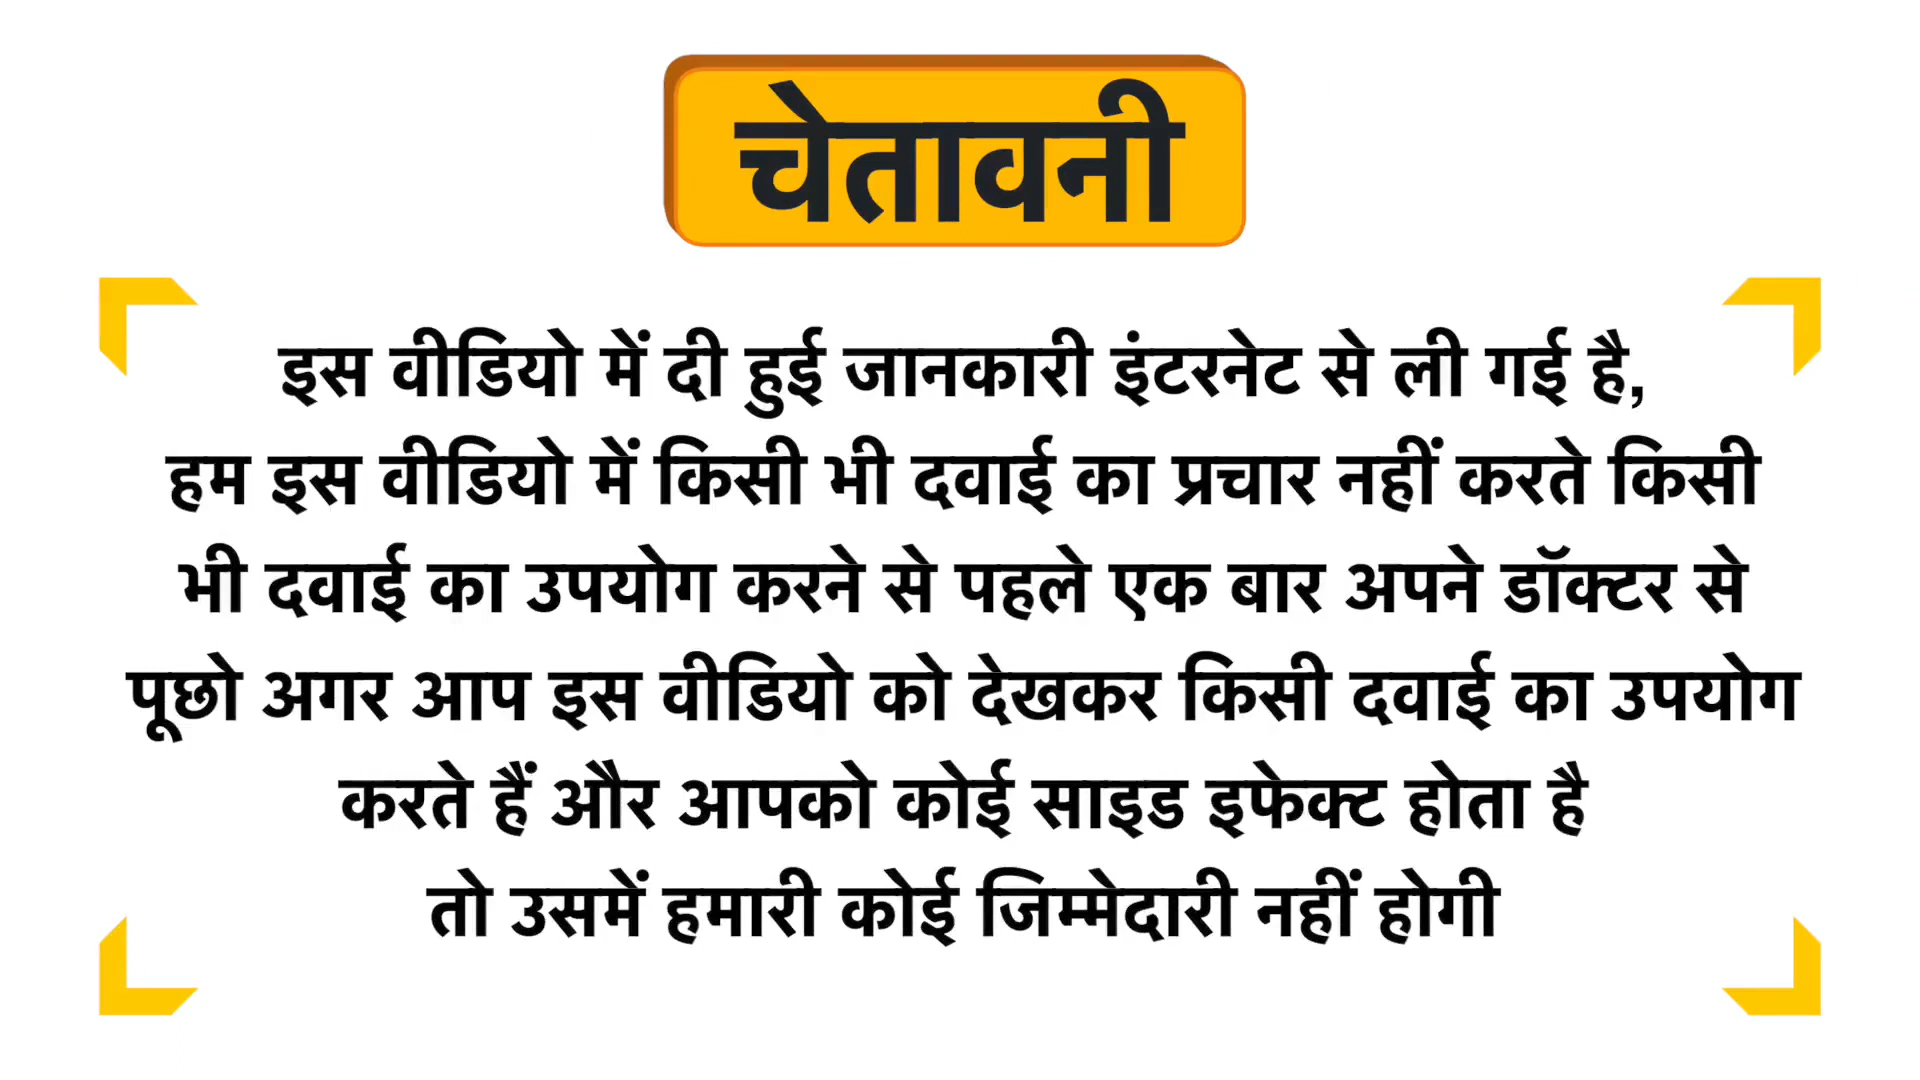 चेतावनी
इस वीडियो में दी हुई जानकारी इंटरनेट से ली गई है,
हम इस वीडियो में किसी भी दवाई का प्रचार नहीं करते किसी
भी दवाई का उपयोग करने से पहले एक बार अपने डॉक्टर से
पूछो अगर आप इस वीडियो को देखकर किसी दवाई का उपयोग
करते हैं और आपको कोई साइड इफेक्ट होता है
तो उसमें हमारी कोई जिम्मेदारी नहीं होगी